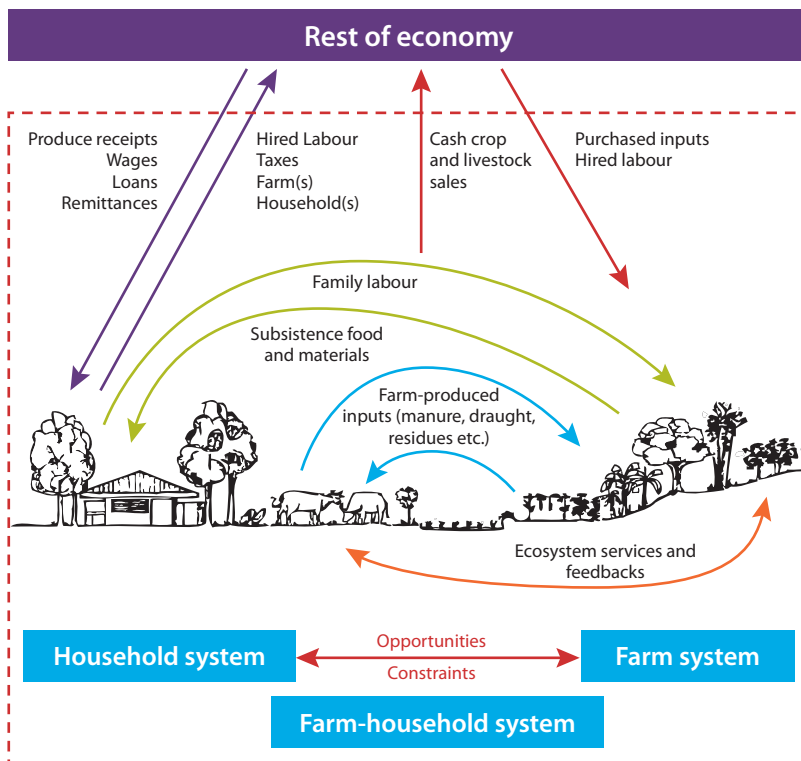 Rest of economy
Produce receipts
Wages
Loans
Remittances
Hired Labour
Taxes
Farm(s)
Household(s)
Cash crop
and livestock
sales
Purchased inputs
Hired labour
Family labour
Subsistence food
and materials
Farm-produced
inputs (manure, draught,
residues etc.)
Ecosystem services and
feedbacks
Household system
Opportunities
Constraints
Farm system
Farm-household system